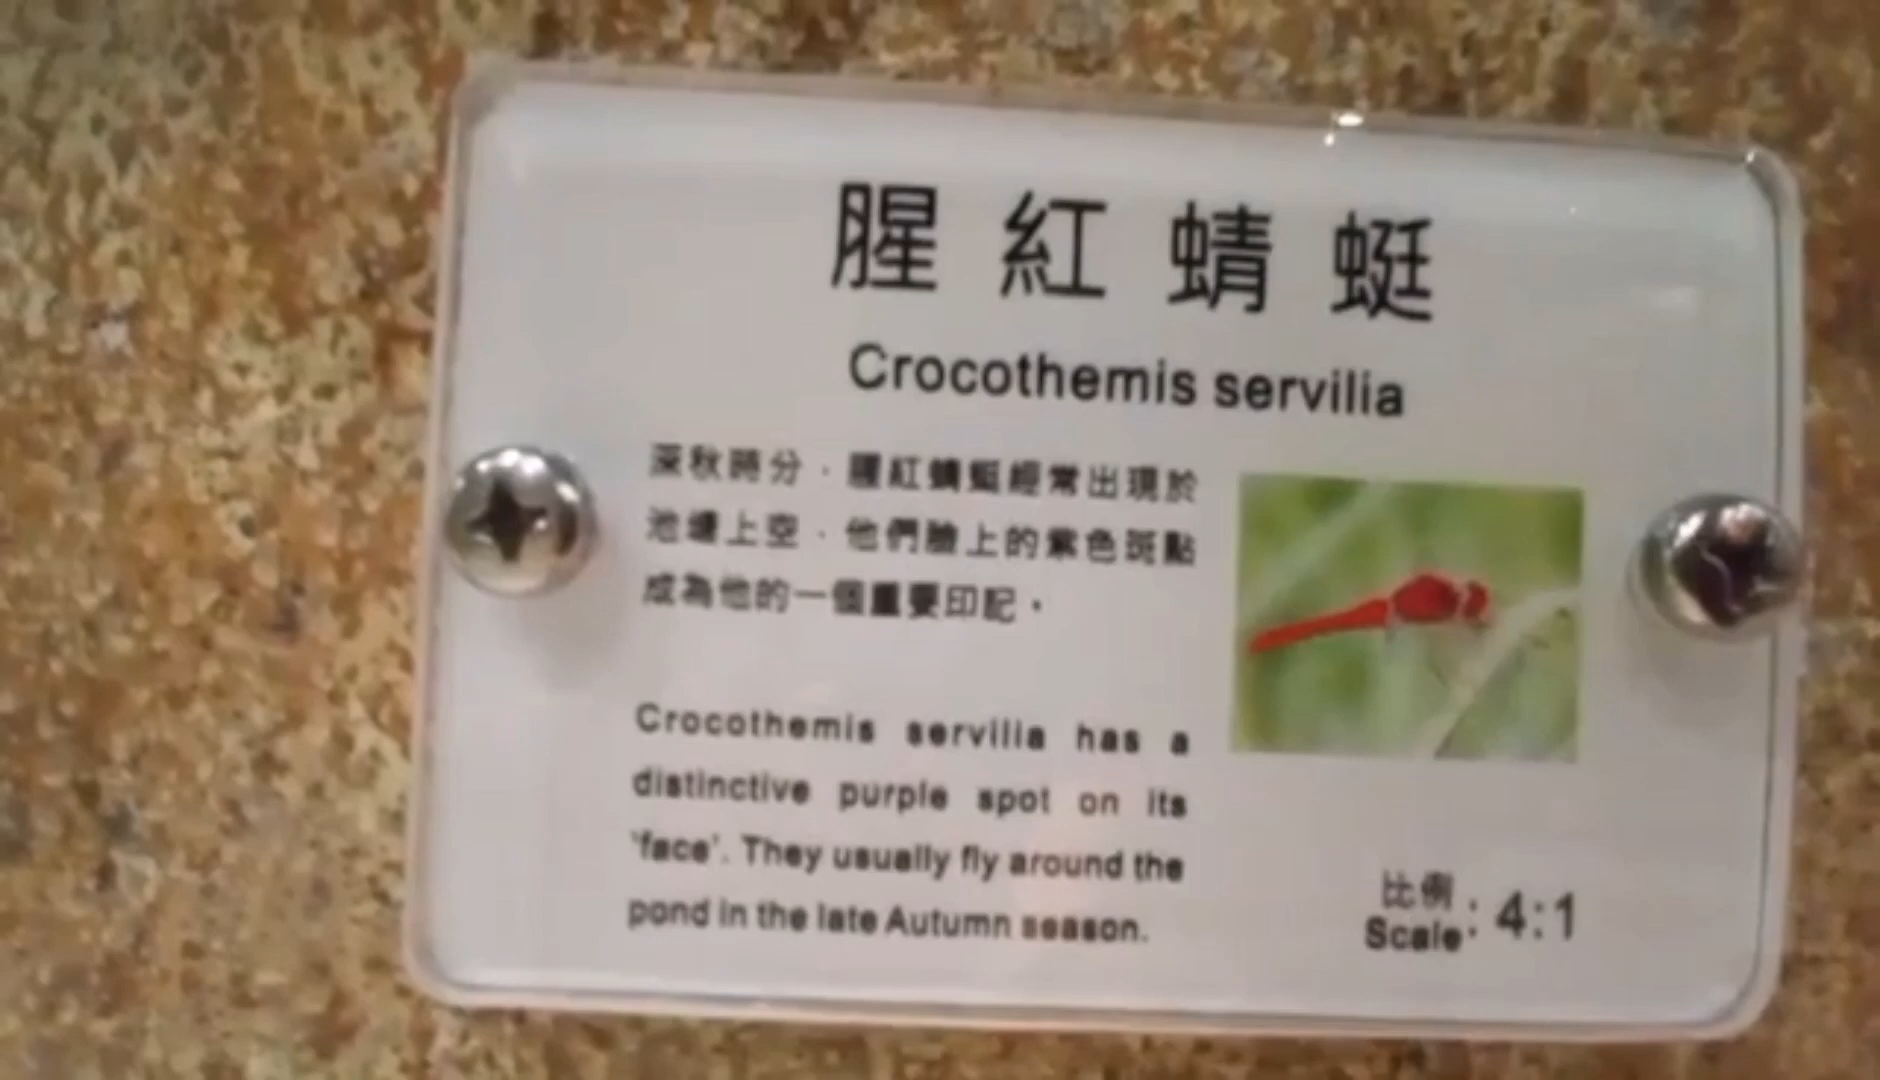 腥紅蜻蜓
Crocothemis servilia
深秋時分，腥紅蜻蜓經常出現於
池塘上空，他們臉上的紫色斑點
成為他的一個重要印記。
Crocothemis servilia has a
distinctive purple spot on its
'face'. They usually fly around the
pond in the late Autumn season.
比例
Scale : 4:1